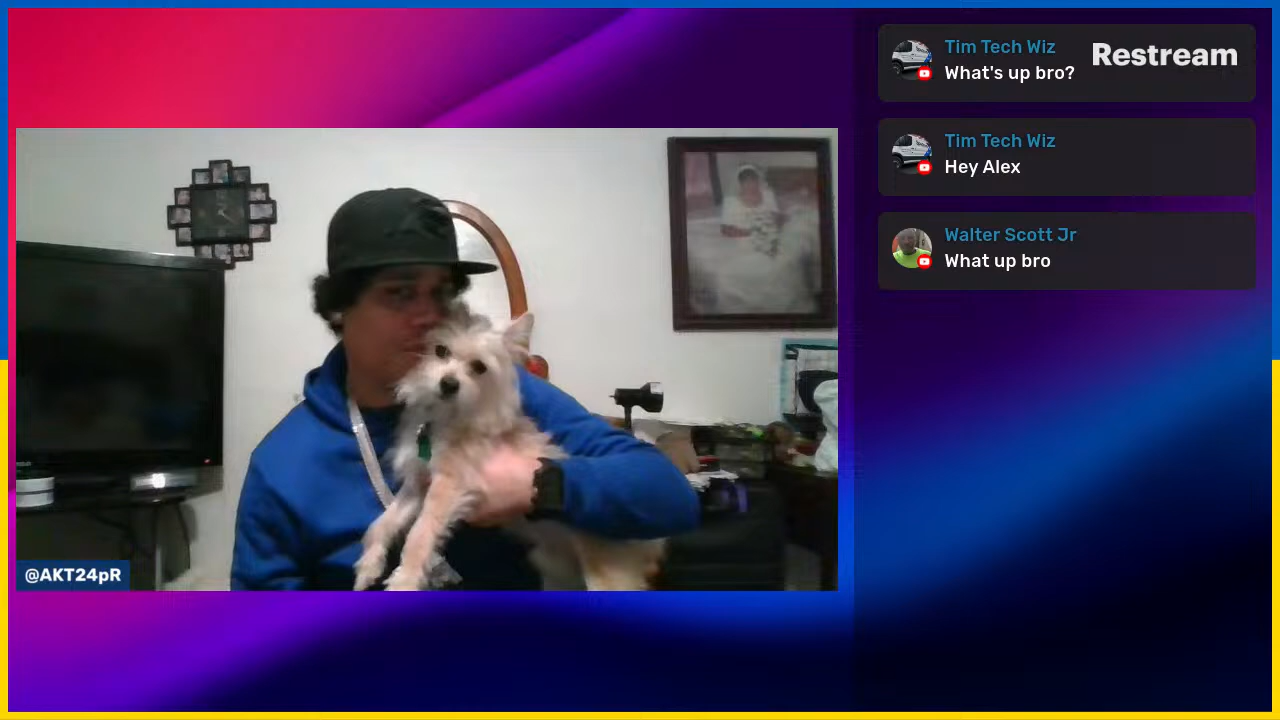 Tim Tech Wiz
What's up bro?
Restream
Tim Tech Wiz
Hey Alex
Walter Scott Jr
What up bro
@AKT24pR